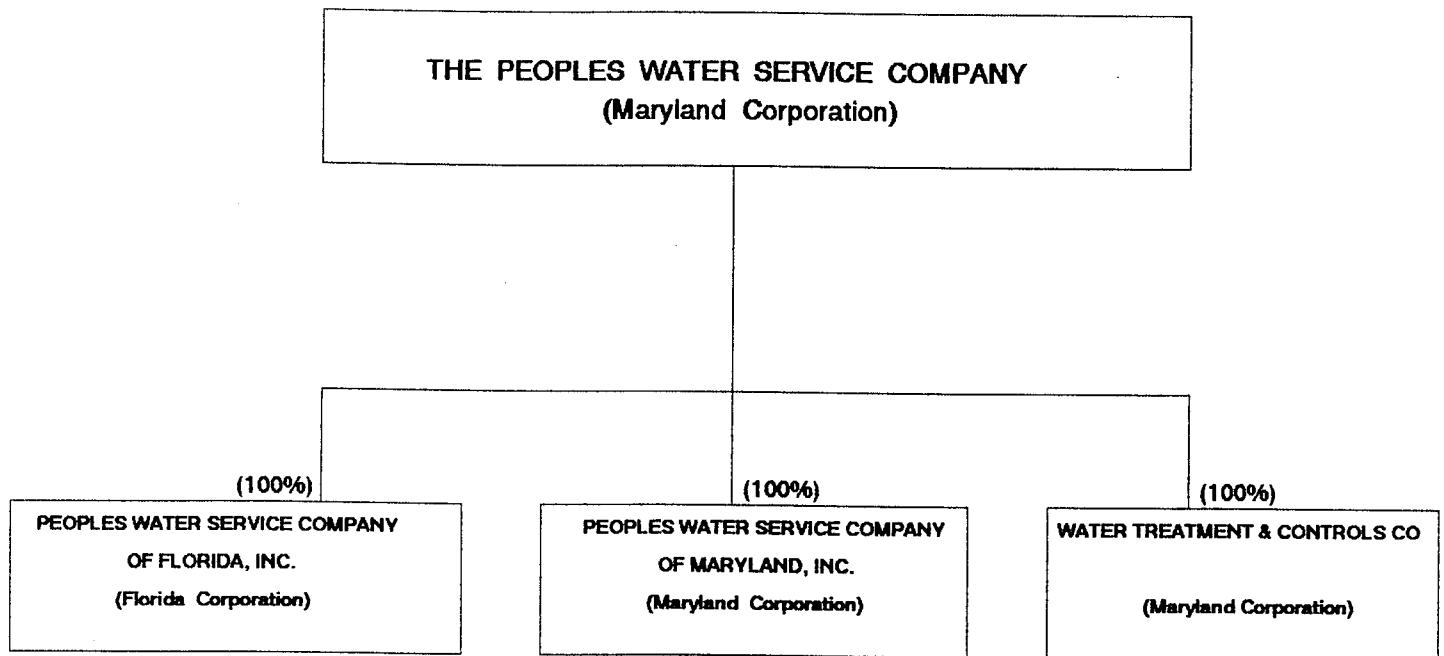 THE PEOPLES WATER SERVICE COMPANY
(Maryland Corporation)
(100%)
PEOPLES WATER SERVICE COMPANY
OF FLORIDA, INC.
(Florida Corporation)
(100%)
PEOPLES WATER SERVICE COMPANY
OF MARYLAND, INC.
(Maryland Corporation)
(100%)
WATER TREATMENT & CONTROLS CO
(Maryland Corporation)